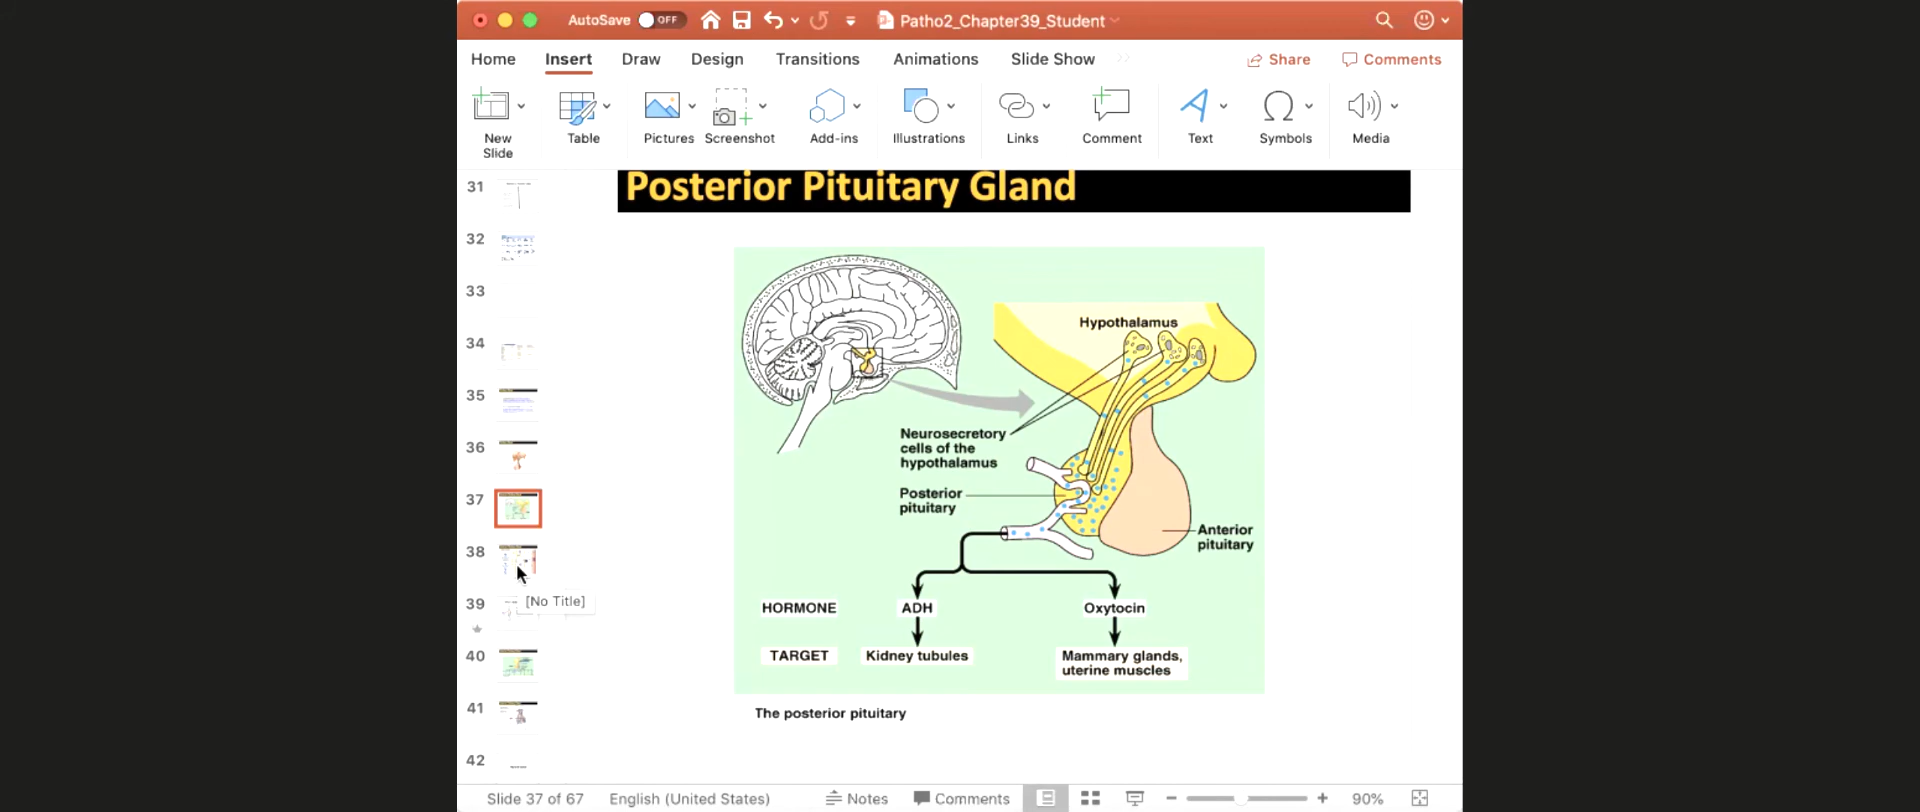 AutoSave OFF Patho2_Chapter39_Student
Home Insert Draw Design Transitions Animations Slide Show Share Comments
New Slide Table Pictures Screenshot Add-ins Illustrations Links Comment Text Symbols Media
31
32
33
34
35
36
37
38
[No Title]
39
40
41
42
Posterior Pituitary Gland
Hypothalamus
Neurosecretory
cells of the
hypothalamus
Posterior
pituitary
Anterior
pituitary
HORMONE ADH Oxytocin
TARGET Kidney tubules Mammary glands,
uterine muscles
The posterior pituitary
Slide 37 of 67 English (United States) Notes Comments 90%